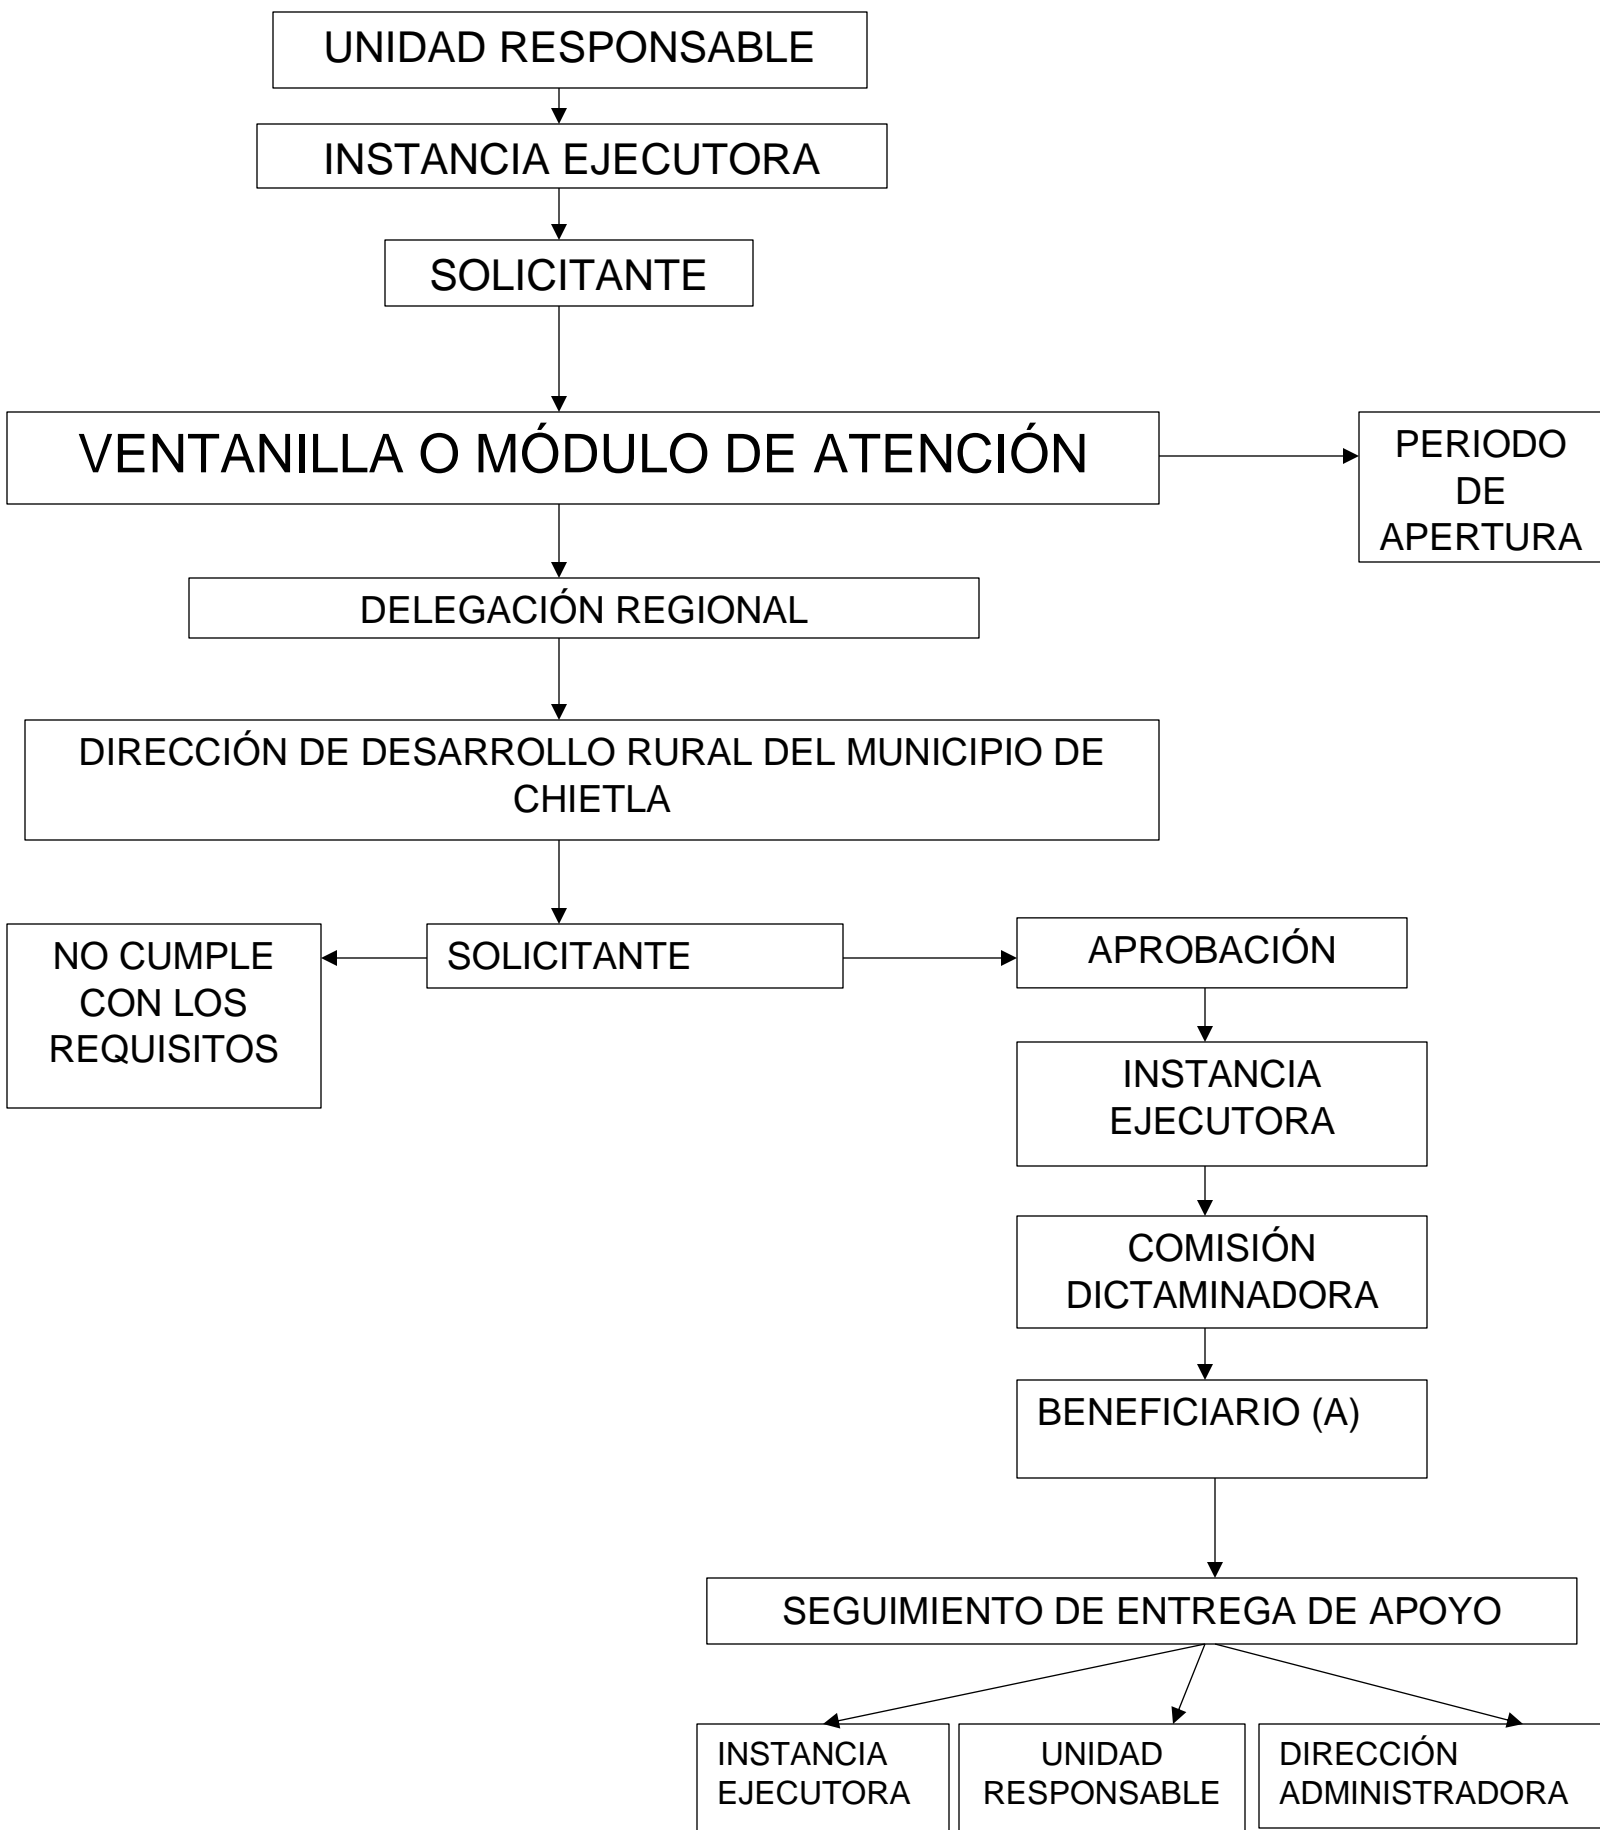 UNIDAD RESPONSABLE
INSTANCIA EJECUTORA
SOLICITANTE
VENTANILLA O MÓDULO DE ATENCIÓN
PERIODO
DE
APERTURA
DELEGACIÓN REGIONAL
DIRECCIÓN DE DESARROLLO RURAL DEL MUNICIPIO DE
CHIETLA
NO CUMPLE
CON LOS
REQUISITOS
SOLICITANTE
APROBACIÓN
INSTANCIA
EJECUTORA
COMISIÓN
DICTAMINADORA
BENEFICIARIO (A)
SEGUIMIENTO DE ENTREGA DE APOYO
INSTANCIA
EJECUTORA
UNIDAD
RESPONSABLE
DIRECCIÓN
ADMINISTRADORA